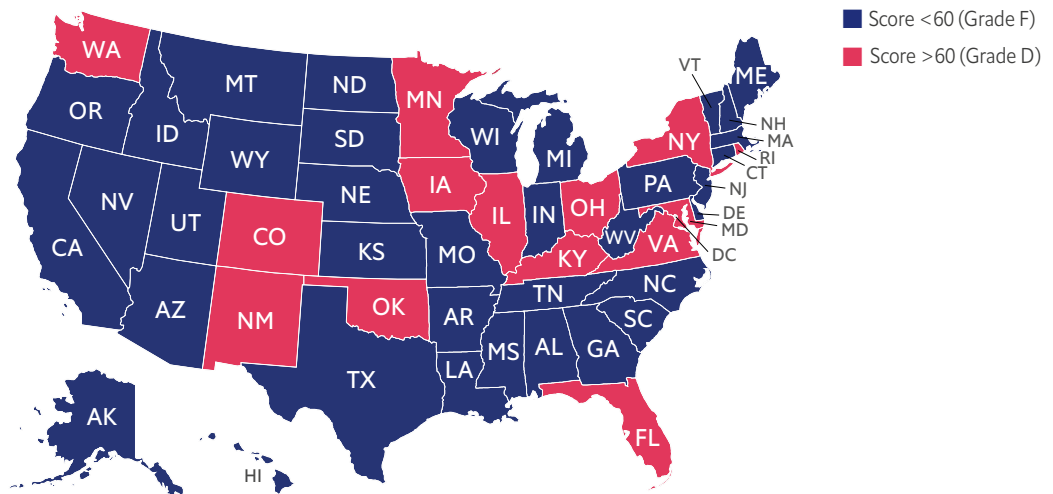 Score <60 (Grade F)
Score >60 (Grade D)
WA
MT
ND
MN
VT
ME
OR
ID
SD
WI
MI
NY
NH
MA
RI
CT
WY
NE
IA
PA
NJ
NV
UT
CO
IL
IN
OH
DE
MD
WV
VA
DC
CA
KS
MO
KY
NC
TN
AZ
NM
OK
AR
SC
MS
AL
GA
TX
LA
AK
HI
FL